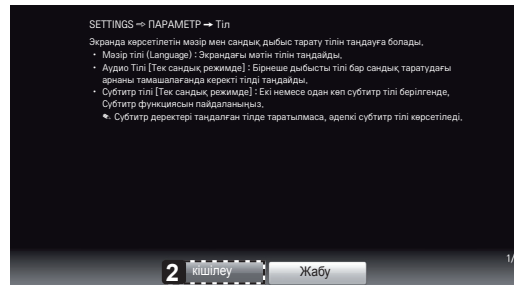 SETTINGS ⇨ ПАРАМЕТР ➙ Тіл
Экранда көрсетілетін мәзір мен сандық дыбыс тарату тілін таңдауға болады.
• Мәзір тілі (Language) : Экрандағы мәтін тілін таңдайды.
• Аудио Тілі [Тек сандық режимде] : Бірнеше дыбысты тілі бар сандық таратудағы
арнаны тамашалағанда керекті тілді таңдайды.
• Субтитр тілі [Тек сандық режимде] : Екі немесе одан көп субтитр тілі берілгенде,
Субтитр функциясын пайдаланыңыз.
Субтитр деректері таңдалған тілде таратылмаса, әдепкі субтитр тілі көрсетіледі.
1/
2 кішілеу Жабу